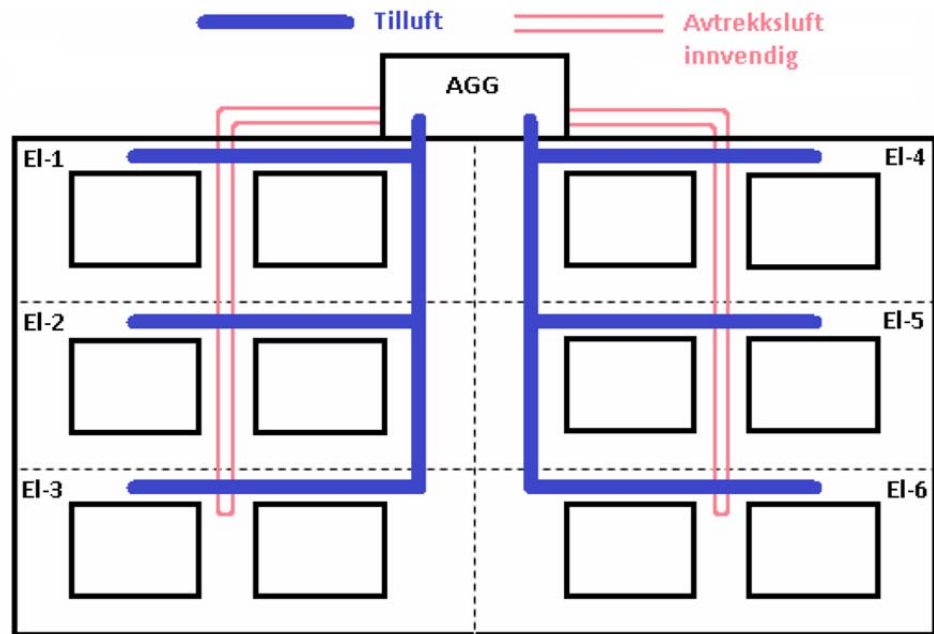 Tilluft
Avtrekksluft
innvendig
AGG
El-1
El-4
El-2
El-5
El-3
El-6